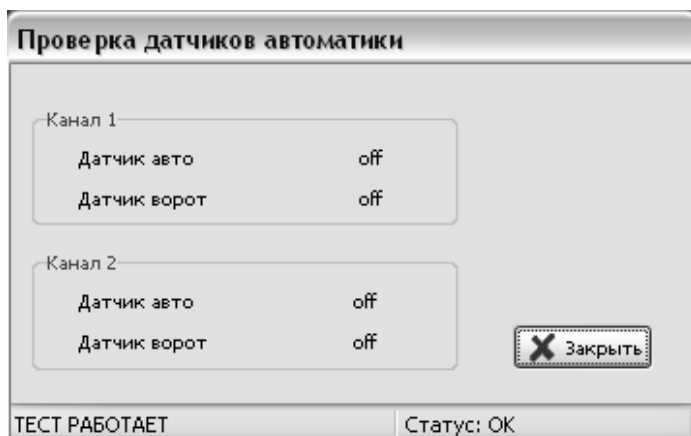 Проверка датчиков автоматики
Канал 1
Датчик авто off
Датчик ворот off
Канал 2
Датчик авто off
Датчик ворот off
Закрыть
ТЕСТ РАБОТАЕТ Статус: OK